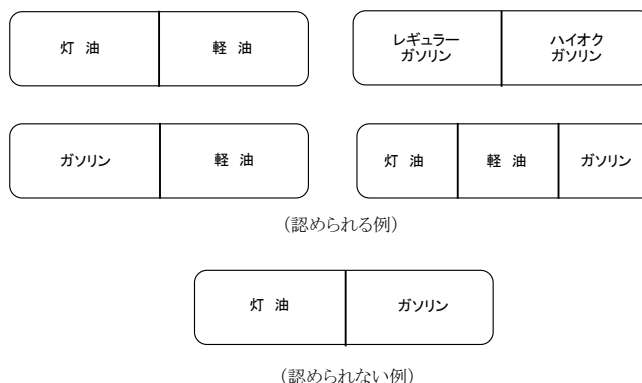 灯 油 軽 油
レギュラー
ガソリン
ハイオク
ガソリン
ガソリン 軽 油
灯 油 軽 油 ガソリン
(認められる例)
灯 油 ガソリン
(認められない例)